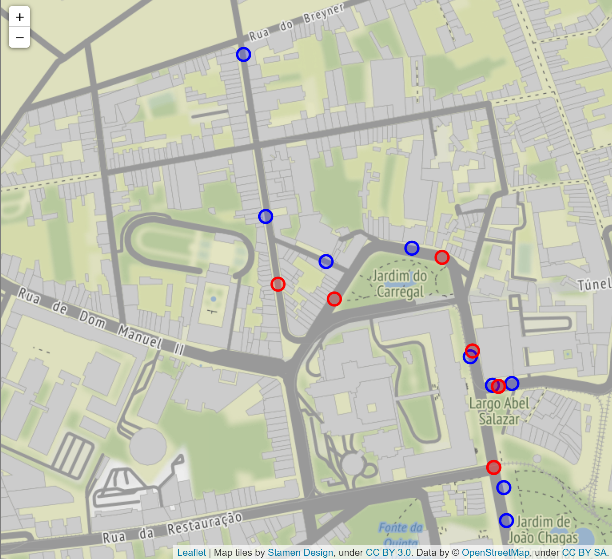 +
−
Rua do Breyner
Jardim do
Carregal
Túnel
Rua de Dom Manuel II
Largo Abel
Salazar
Rua da Restauração
Fonte da
Quinta
Jardim de
João Chagas
Leaflet | Map tiles by Stamen Design, under CC BY 3.0. Data by © OpenStreetMap, under CC BY SA.